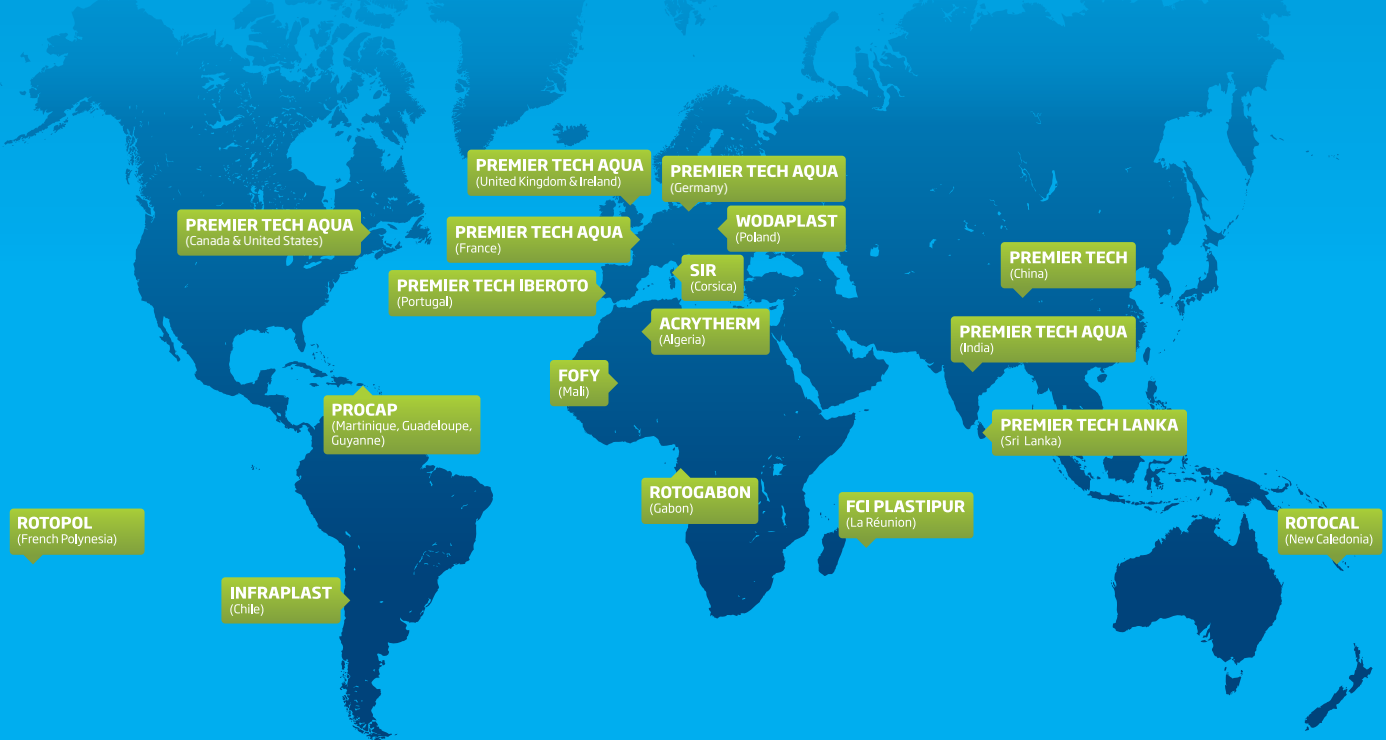 PREMIER TECH AQUA
(United Kingdom & Ireland)
PREMIER TECH AQUA
(Germany)
PREMIER TECH AQUA
(Canada & United States)
PREMIER TECH AQUA
(France)
WODAPLAST
(Poland)
PREMIER TECH IBEROTO
(Portugal)
SIR
(Corsica)
PREMIER TECH
(China)
ACRYTHERM
(Algeria)
PREMIER TECH AQUA
(India)
FOFY
(Mali)
PROCAP
(Martinique, Guadeloupe,
Guyanne)
PREMIER TECH LANKA
(Sri Lanka)
ROTOGABON
(Gabon)
FCI PLASTIPUR
(La Réunion)
ROTOPOL
(French Polynesia)
ROTOCAL
(New Caledonia)
INFRAPLAST
(Chile)